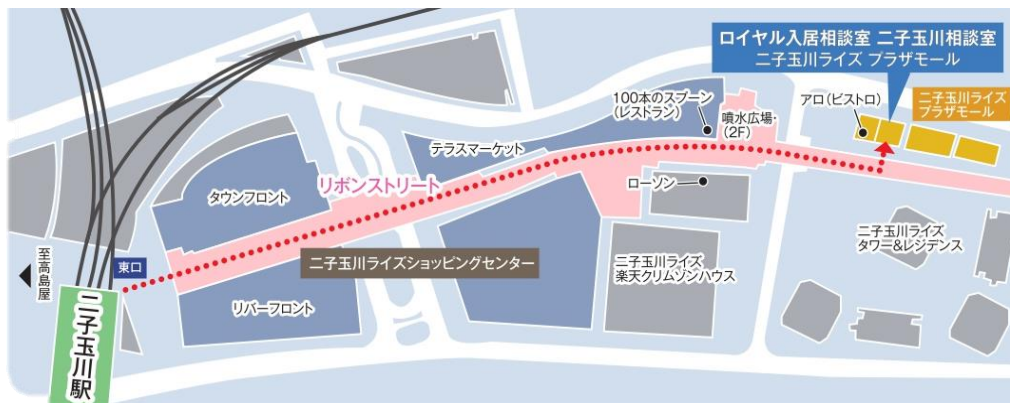 ロイヤル入居相談室 二子玉川相談室
二子玉川ライズ プラザモール
100本のスプーン
(レストラン)
噴水広場・
(2F)
アロ(ビストロ)
二子玉川ライズ
プラザモール
テラスマーケット
リボンストリート
タウンフロント
ローソン
二子玉川ライズ
タワー&レジデンス
二子玉川ライズショッピングセンター
二子玉川ライズ
楽天クリムゾンハウス
至高島屋
東口
リバーフロント
二子玉川駅